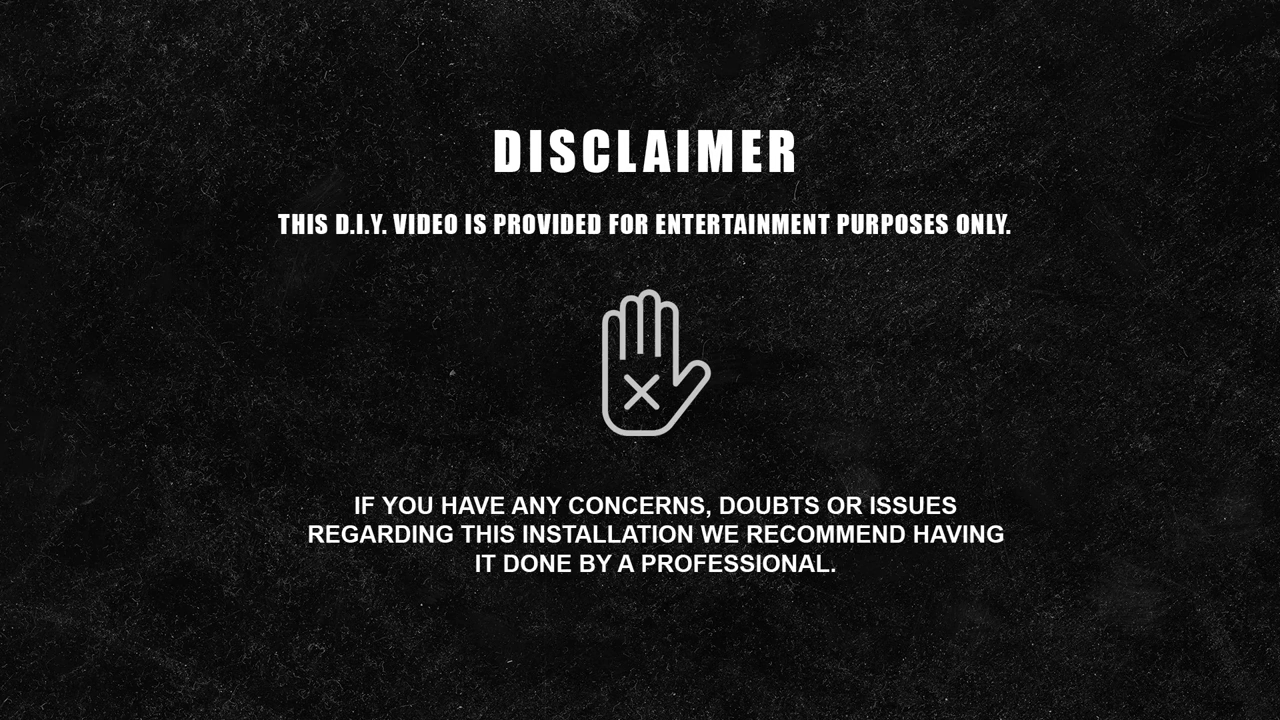 DISCLAIMER
THIS D.I.Y. VIDEO IS PROVIDED FOR ENTERTAINMENT PURPOSES ONLY.
IF YOU HAVE ANY CONCERNS, DOUBTS OR ISSUES
REGARDING THIS INSTALLATION WE RECOMMEND HAVING
IT DONE BY A PROFESSIONAL.